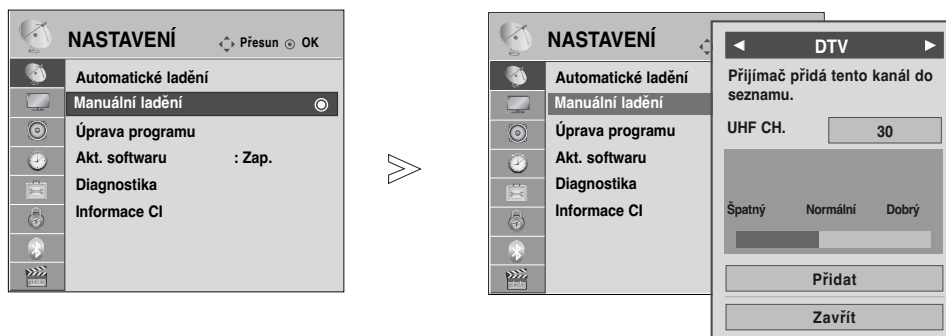 NASTAVENÍ Přesun OK
Automatické ladění
Manuální ladění
Úprava programu
Akt. softwaru : Zap.
Diagnostika
Informace CI
NASTAVENÍ
Automatické ladění
Manuální ladění
Úprava programu
Akt. softwaru
Diagnostika
Informace CI
DTV
Přijímač přidá tento kanál do
seznamu.
UHF CH. 30
Špatný Normální Dobrý
Přidat
Zavřít